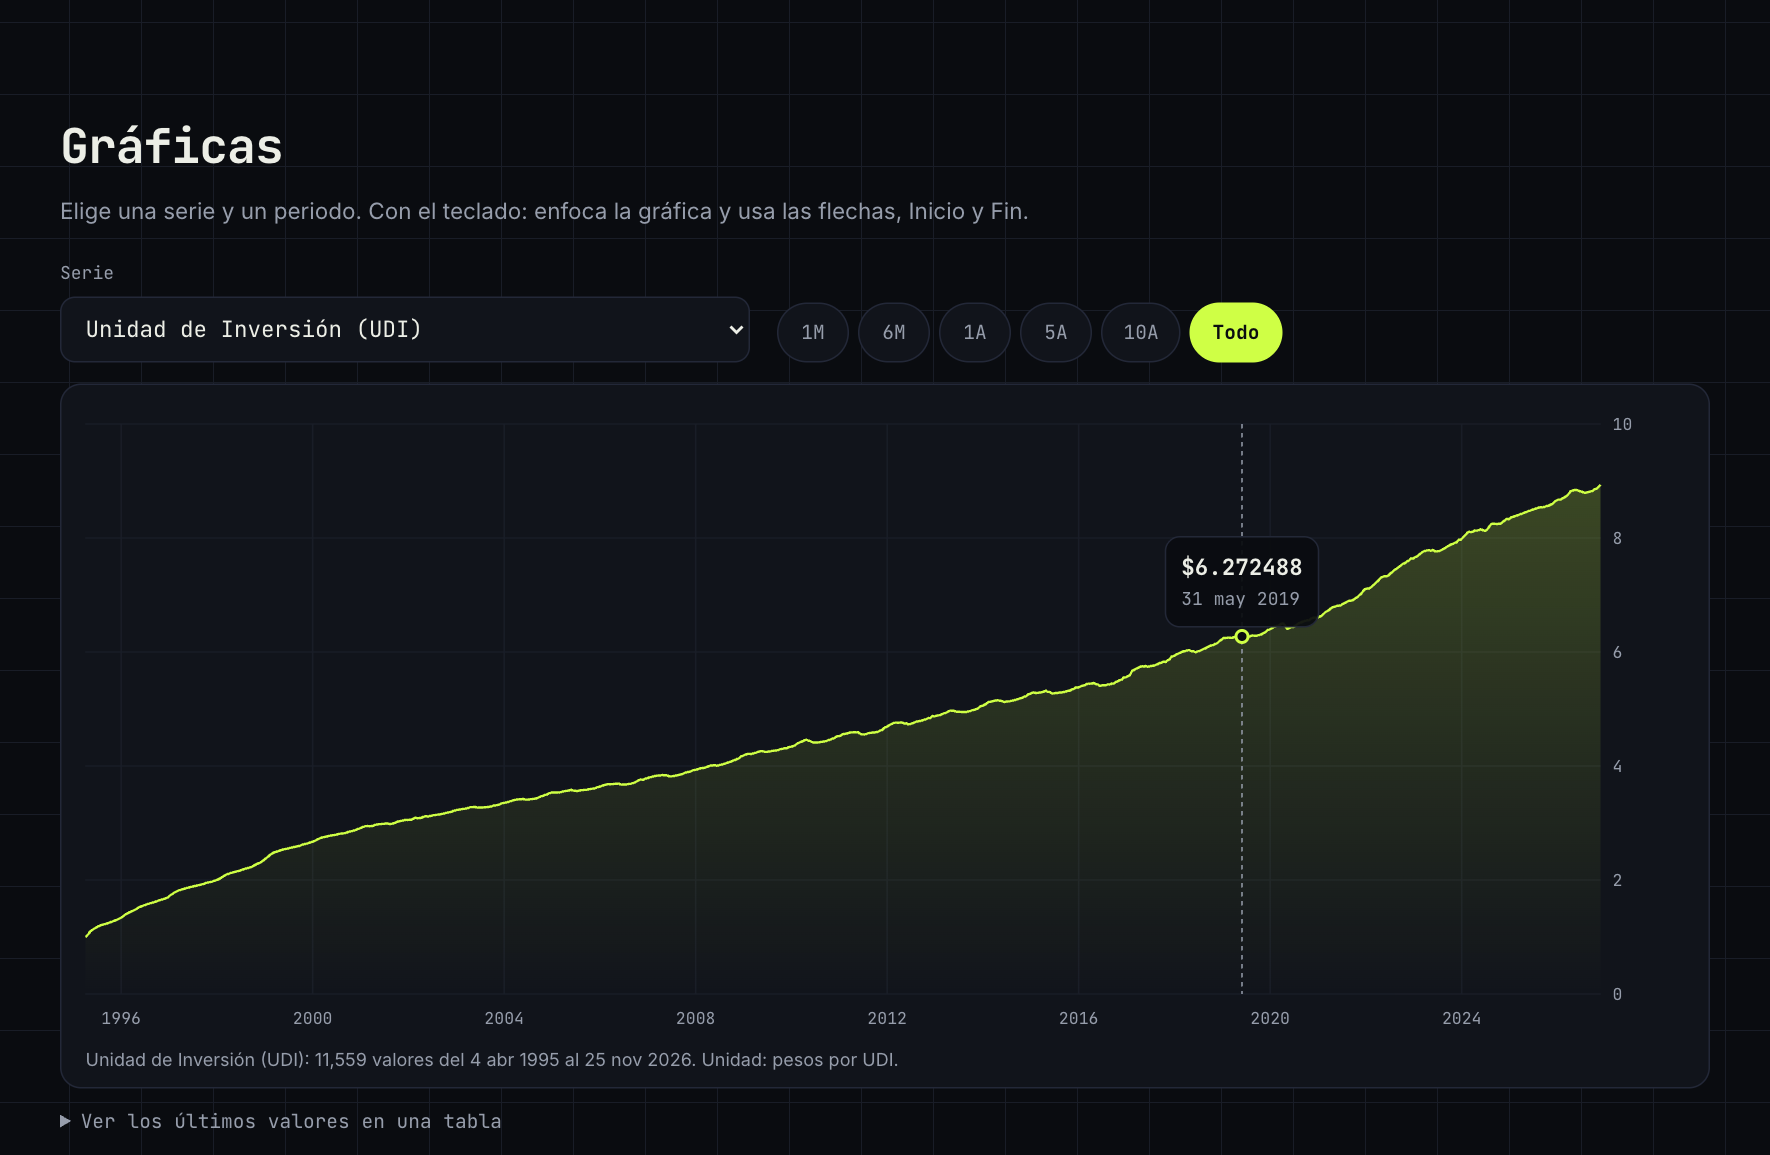 Gráficas
Elige una serie y un periodo. Con el teclado: enfoca la gráfica y usa las flechas, Inicio y Fin.
Serie
Unidad de Inversión (UDI)
1M
6M
1A
5A
10A
Todo
10
8
6
4
2
0
$6.272488
31 may 2019
1996
2000
2004
2008
2012
2016
2020
2024
Unidad de Inversión (UDI): 11,559 valores del 4 abr 1995 al 25 nov 2026. Unidad: pesos por UDI.
Ver los últimos valores en una tabla